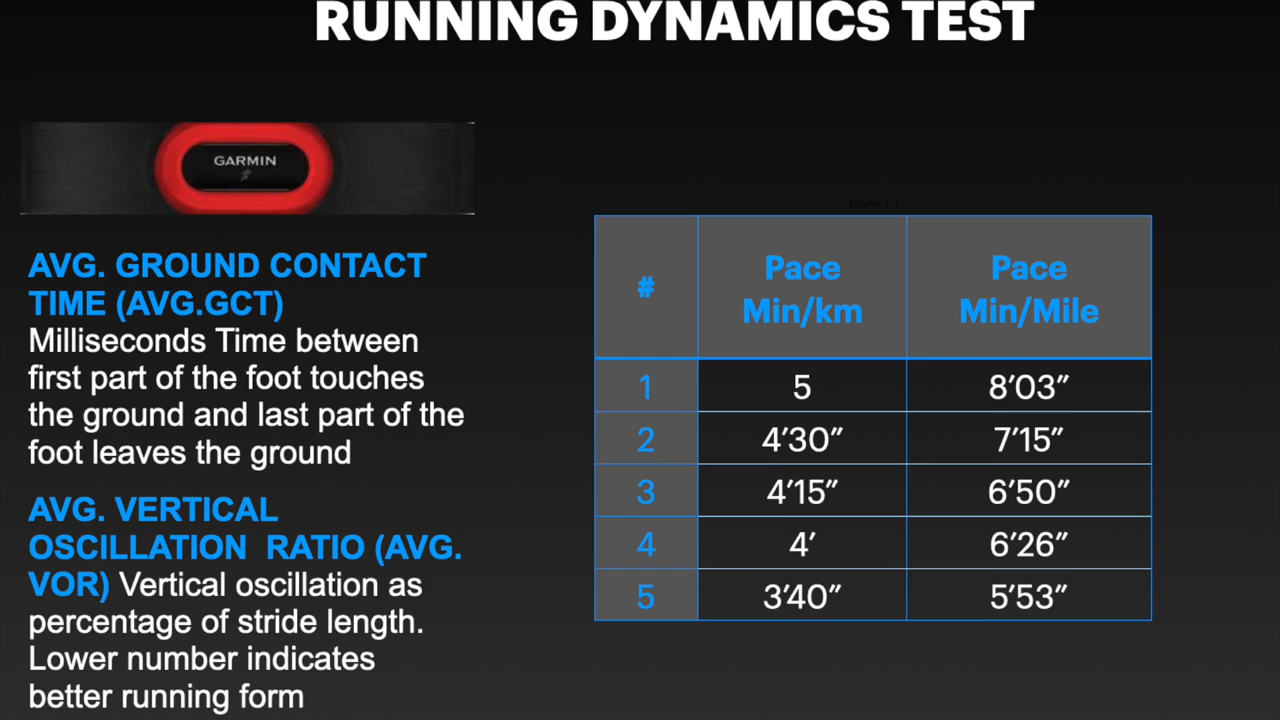 RUNNING DYNAMICS TEST
GARMIN
AVG. GROUND CONTACT
TIME (AVG.GCT)
Milliseconds Time between
first part of the foot touches
the ground and last part of the
foot leaves the ground
AVG. VERTICAL
OSCILLATION RATIO (AVG.
VOR) Vertical oscillation as
percentage of stride length.
Lower number indicates
better running form
# Pace Min/km Pace Min/Mile
1 5 8’03”
2 4’30” 7’15”
3 4’15” 6’50”
4 4’ 6’26”
5 3’40” 5’53”